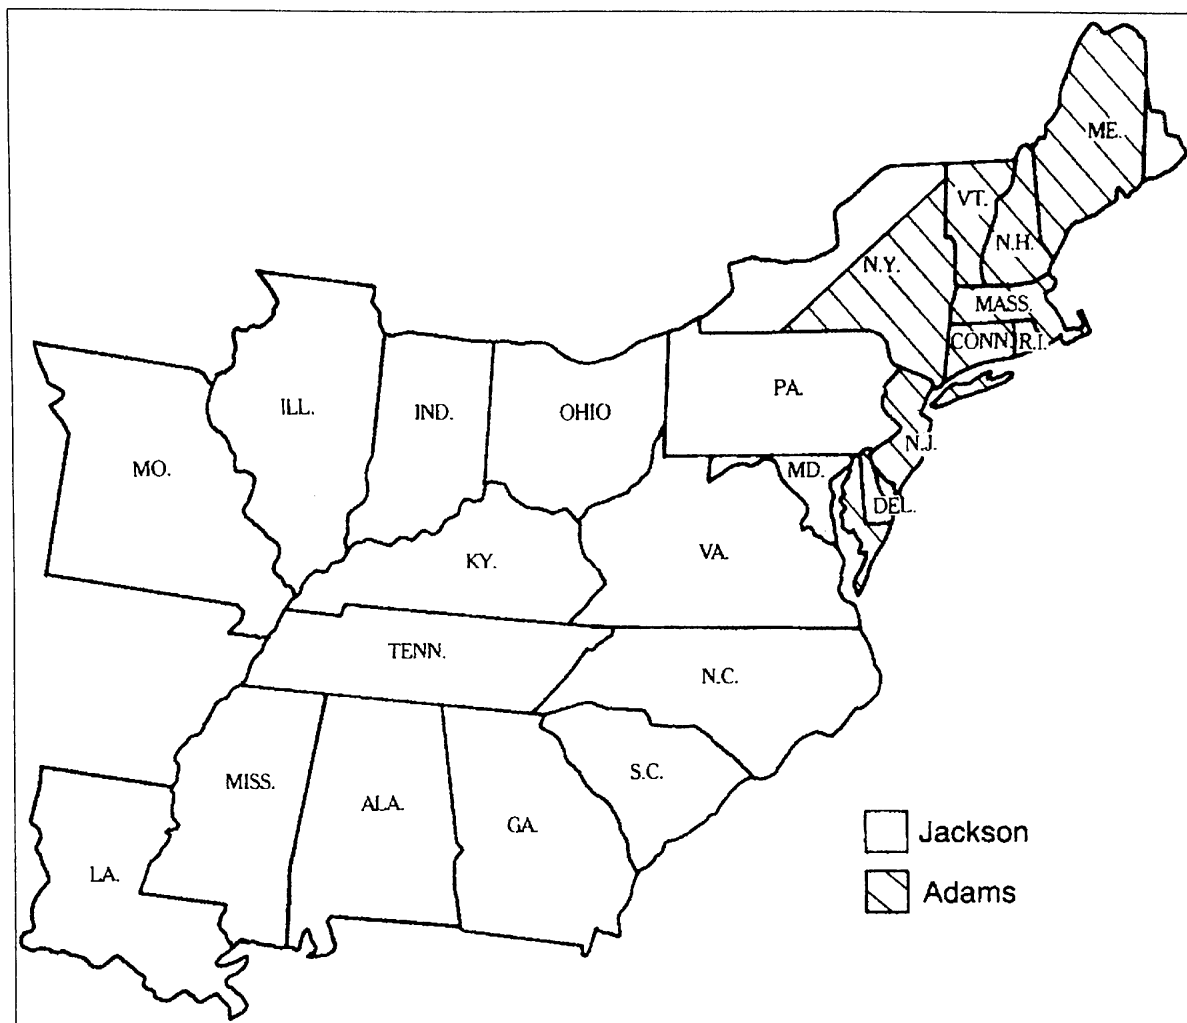 ME.
VT.
N.H.
N.Y.
MASS.
CONN.
R.I.
ILL.
IND.
OHIO
PA.
N.J.
MO.
MD.
DEL.
KY.
VA.
TENN.
N.C.
MISS.
ALA.
GA.
S.C.
LA.
Jackson
Adams